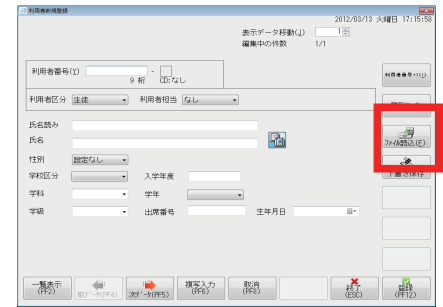 利用者新規登録
2012/03/13 火曜日 17:15:58
表示データ移動(J) 1
編集中の件数 1/1
利用者番号(Y) -
9 桁 CD:なし
利用者番号+1(L)
利用者区分 生徒 利用者担当 なし
氏名読み
氏名
ファイル読込(F)
性別 設定なし
下書き保存
学校区分 入学年度
学科 学年
学級 出席番号 生年月日
一覧表示 (PF2)
前データ(PF4)
次データ(PF5)
複写入力 (PF6)
取消 (PF8)
終了 (ESC)
登録 (PF12)